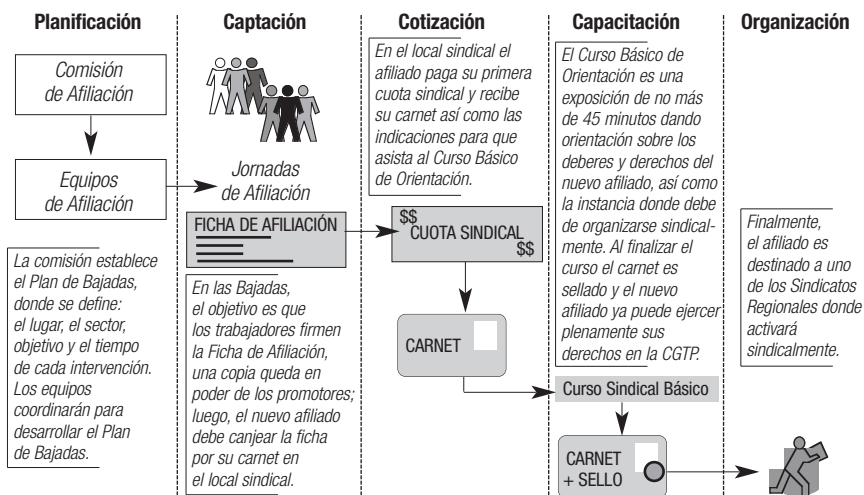 Planificación
Comisión
de Afiliación
Equipos
de Afiliación
La comisión establece
el Plan de Bajadas,
donde se define:
el lugar, el sector,
objetivo y el tiempo
de cada intervención.
Los equipos
coordinarán para
desarrollar el Plan
de Bajadas.
Captación
Jornadas
de Afiliación
FICHA DE AFILIACIÓN
En las Bajadas,
el objetivo es que
los trabajadores firmen
la Ficha de Afiliación,
una copia queda en
poder de los promotores;
luego, el nuevo afiliado
debe canjear la ficha
por su carnet en
el local sindical.
Cotización
En el local sindical el
afiliado paga su primera
cuota sindical y recibe
su carnet así como las
indicaciones para que
asista al Curso Básico
de Orientación.
$$
CUOTA SINDICAL
$$
CARNET
Capacitación
El Curso Básico de
Orientación es una
exposición de no más
de 45 minutos dando
orientación sobre los
deberes y derechos del
nuevo afiliado, así como
la instancia donde debe
de organizarse sindical-
mente. Al finalizar el
curso el carnet es
sellado y el nuevo
afiliado ya puede ejercer
plenamente sus
derechos en la CGTP.
Curso Sindical Básico
CARNET
+ SELLO
Organización
Finalmente,
el afiliado es
destinado a uno
de los Sindicatos
Regionales donde
activará
sindicalmente.